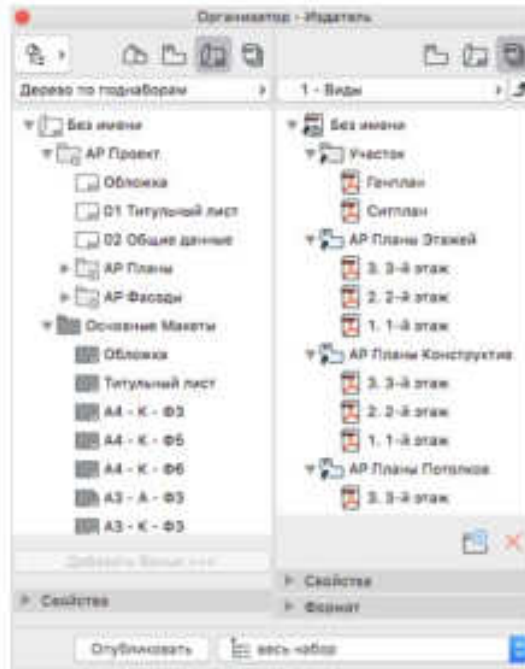 Организатор - Издатель
Дерево по поднаборам
Без имени
АР Проект
Обложка
01 Титульный лист
02 Общие данные
АР Планы
АР Фасады
Основные Макеты
Обложка
Титульный лист
А4 - К - Ф3
А4 - К - Ф5
А4 - К - Ф6
А3 - А - Ф3
А3 - К - Ф3
Свойства
1 - Виды
Без имени
Участок
Генплан
Ситплан
АР Планы Этажей
3. 3-й этаж
2. 2-й этаж
1. 1-й этаж
АР Планы Конструктив
3. 3-й этаж
2. 2-й этаж
1. 1-й этаж
АР Планы Потолков
3. 3-й этаж
Свойства
Формат
Опубликовать
весь набор